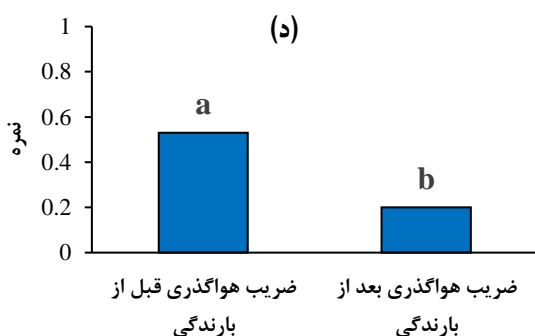 (د)
نمره
1
0.8
0.6
0.4
0.2
0
a
b
ضریب هواگذری قبل از
بارندگی
ضریب هواگذری بعد از
بارندگی